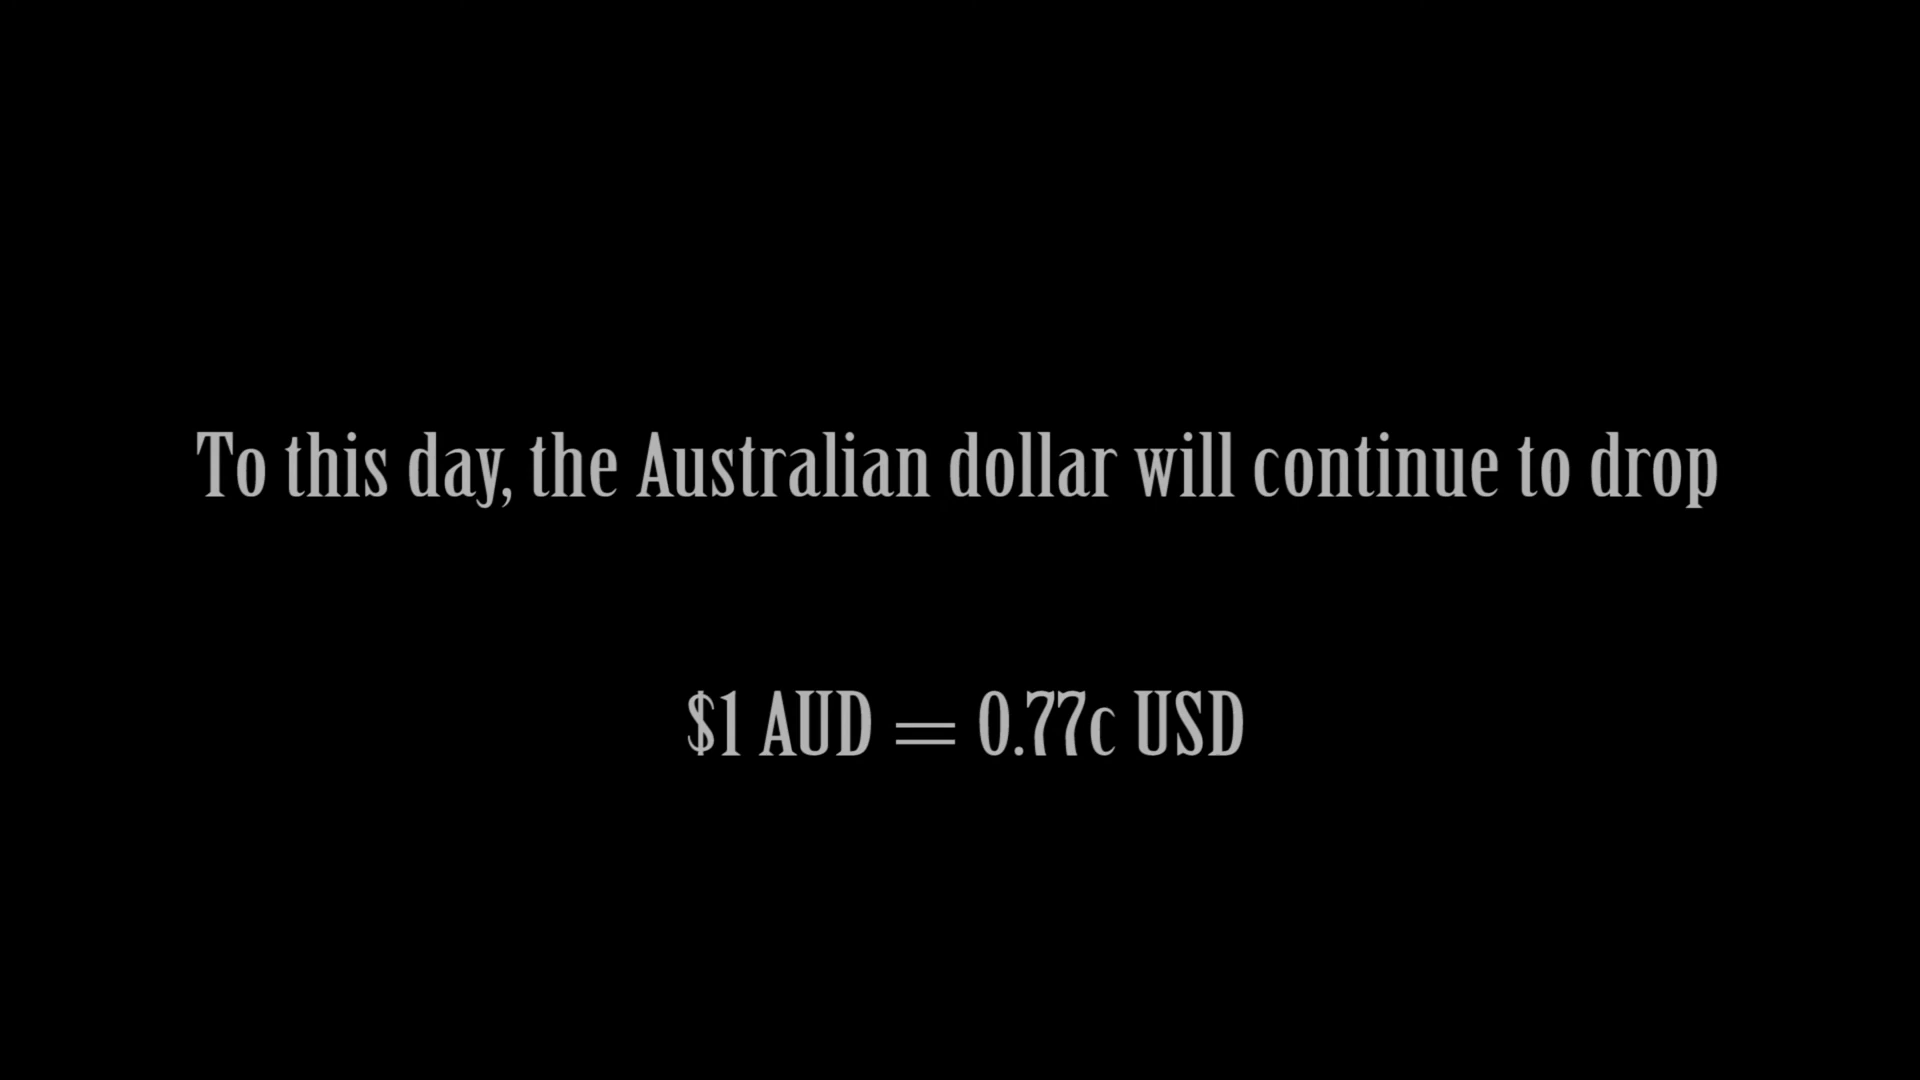 To this day, the Australian dollar will continue to drop
$1 AUD = 0.77c USD